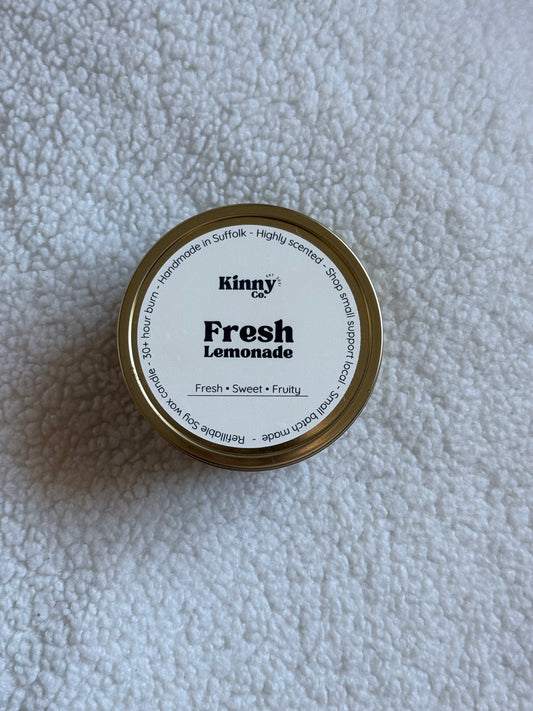 Kinny
Co.
Fresh
Lemonade
Fresh • Sweet • Fruity
Refillable Soy wax candle - 30+ hour burn - Handmade in Suffolk - Highly scented - Shop small support local - Small batch made -